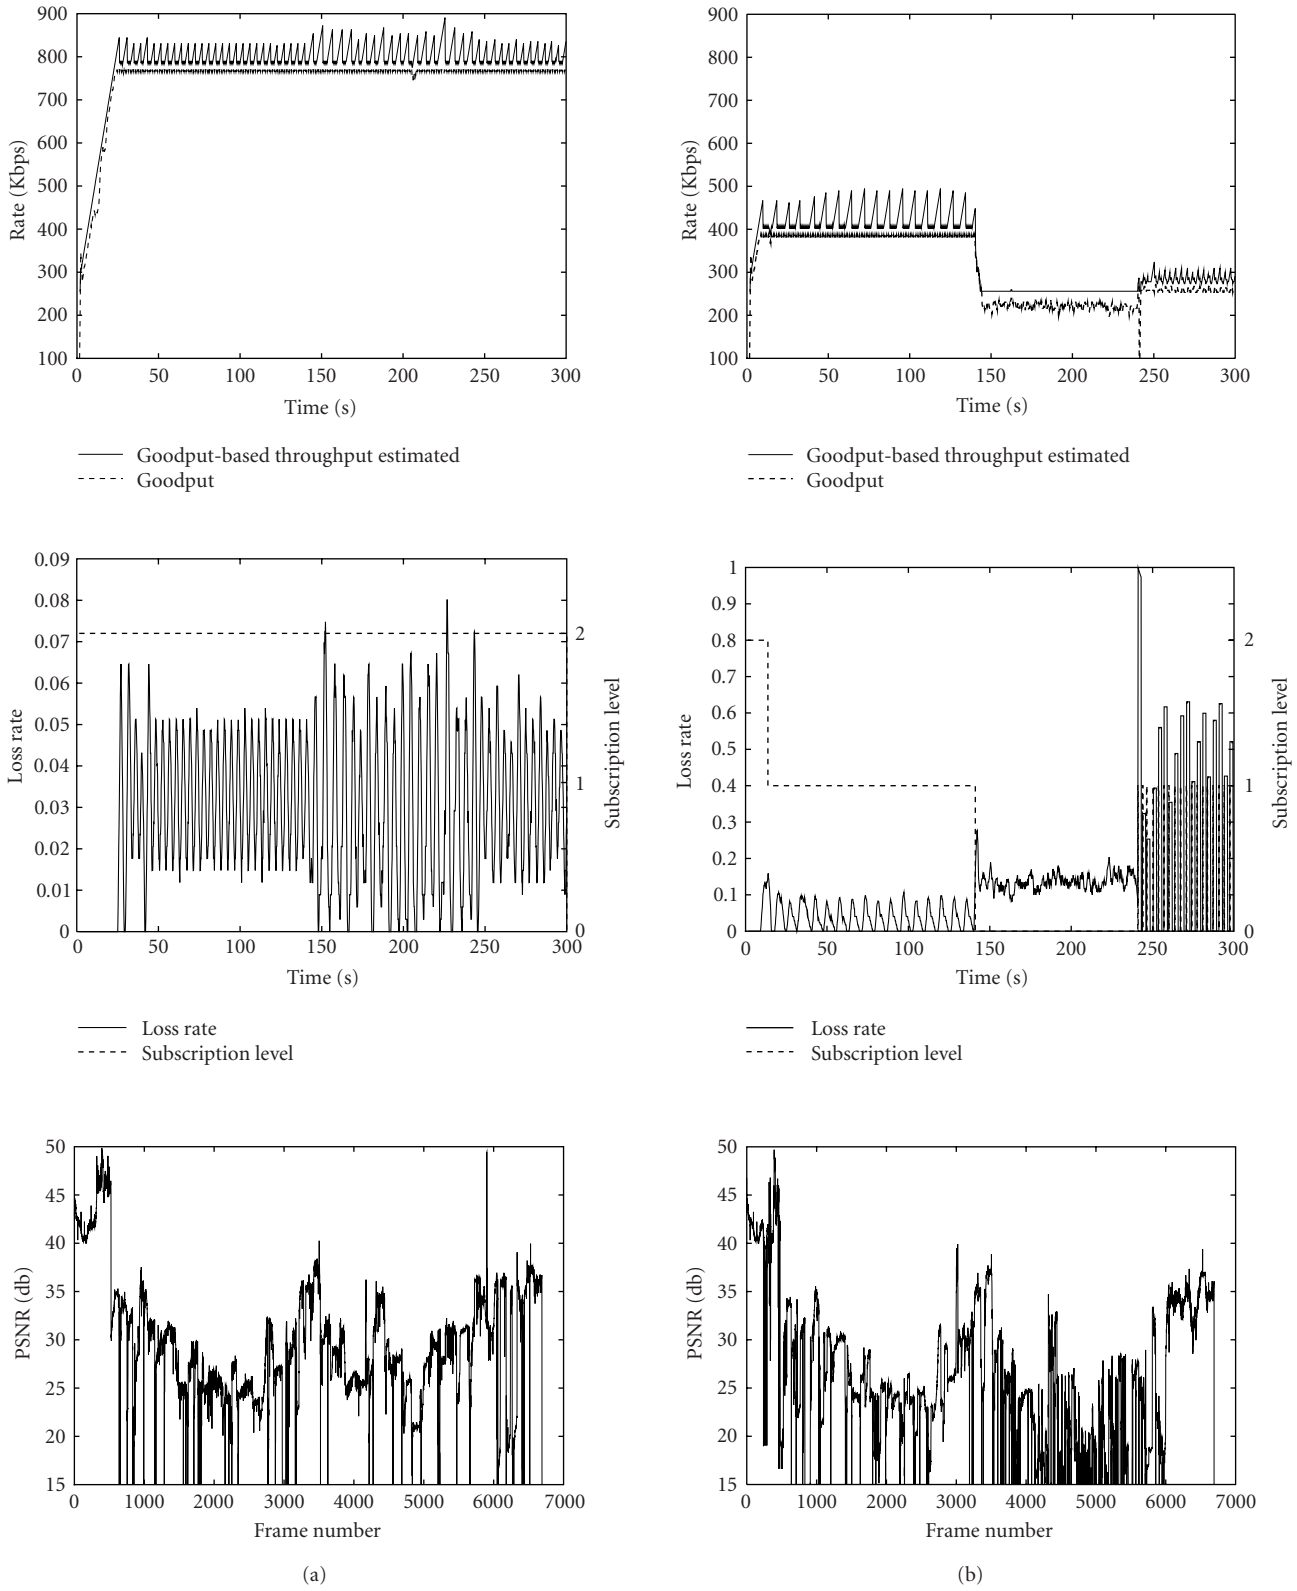 900
800
700
600
500
400
300
200
100
Rate (Kbps)
0 50 100 150 200 250 300
Time (s)
Goodput-based throughput estimated
Goodput
900
800
700
600
500
400
300
200
100
Rate (Kbps)
0 50 100 150 200 250 300
Time (s)
Goodput-based throughput estimated
Goodput
0.09
0.08
0.07
0.06
0.05
0.04
0.03
0.02
0.01
0
Loss rate
2
1
0
Subscription level
0 50 100 150 200 250 300
Time (s)
Loss rate
Subscription level
1
0.9
0.8
0.7
0.6
0.5
0.4
0.3
0.2
0.1
0
Loss rate
2
1
0
Subscription level
0 50 100 150 200 250 300
Time (s)
Loss rate
Subscription level
50
45
40
35
30
25
20
15
PSNR (db)
0 1000 2000 3000 4000 5000 6000 7000
Frame number
(a)
50
45
40
35
30
25
20
15
PSNR (db)
0 1000 2000 3000 4000 5000 6000 7000
Frame number
(b)